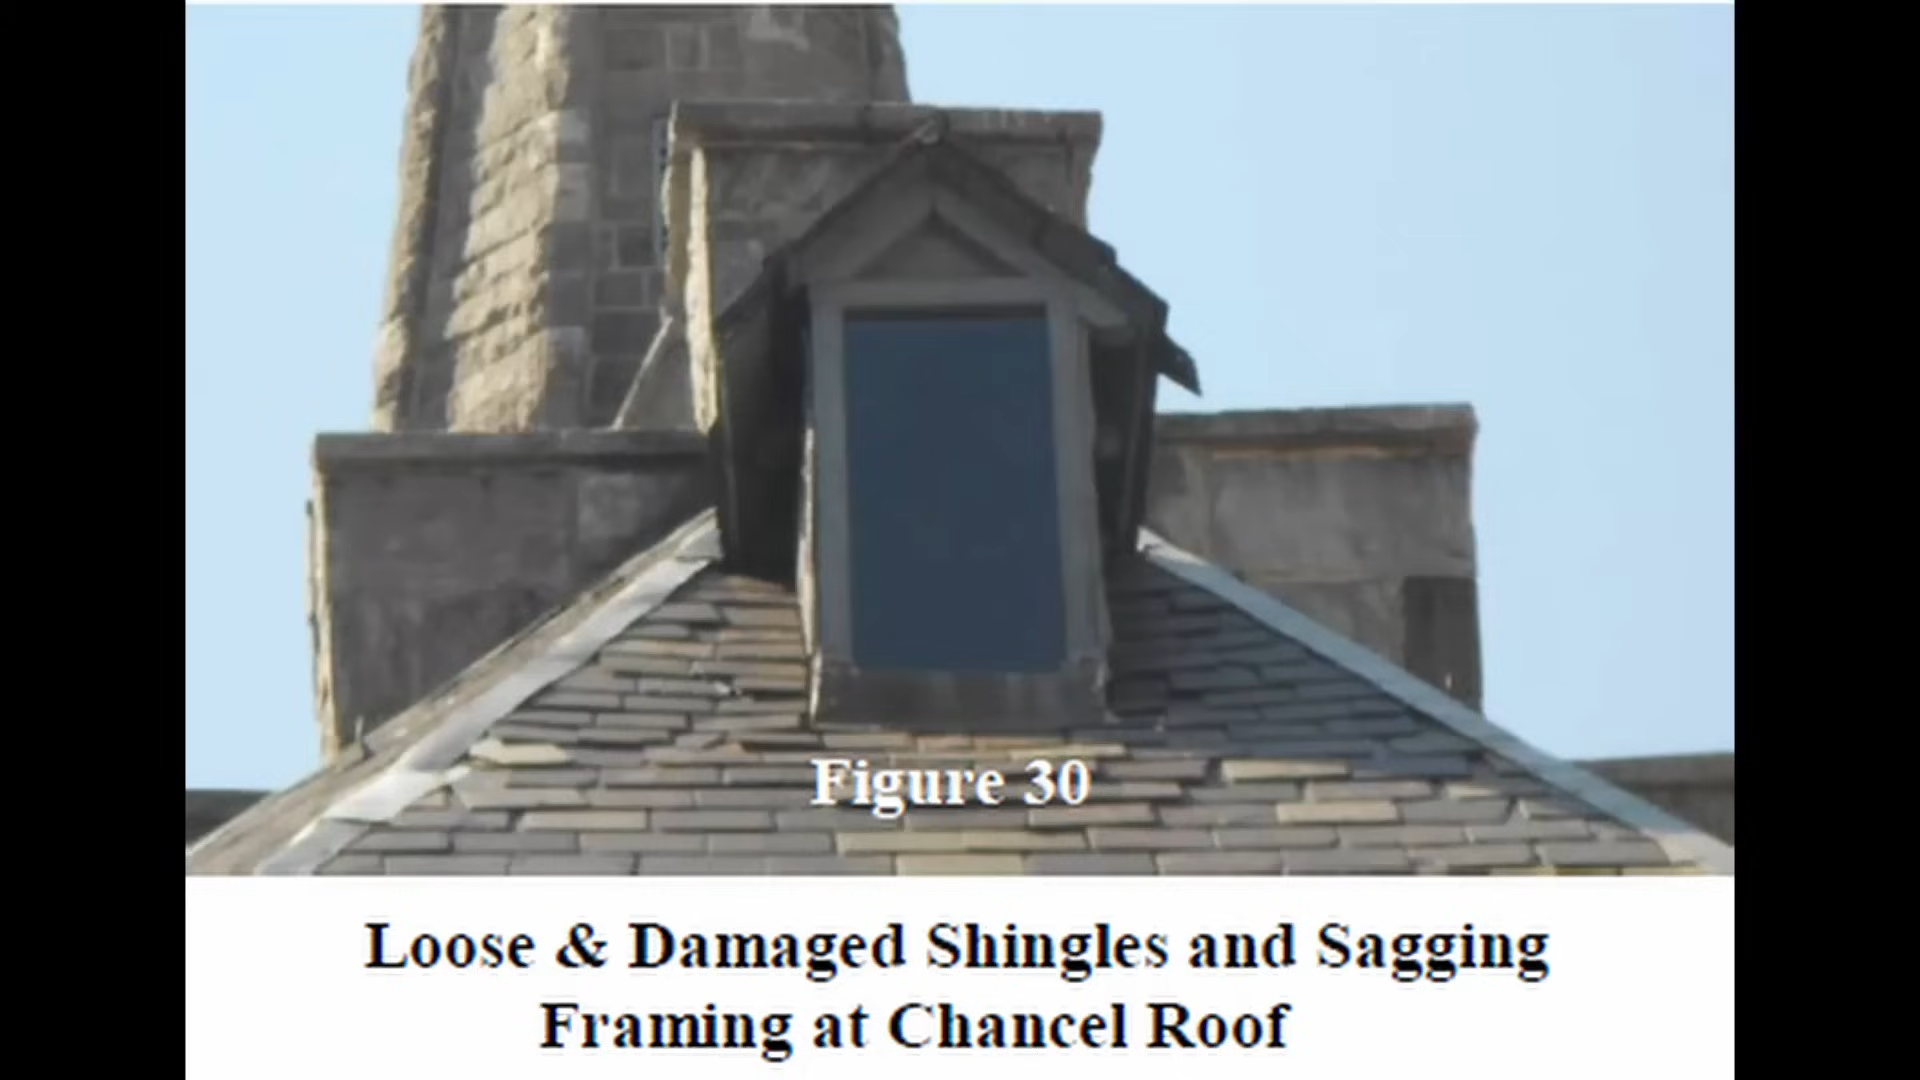 Figure 30
Loose & Damaged Shingles and Sagging
Framing at Chancel Roof